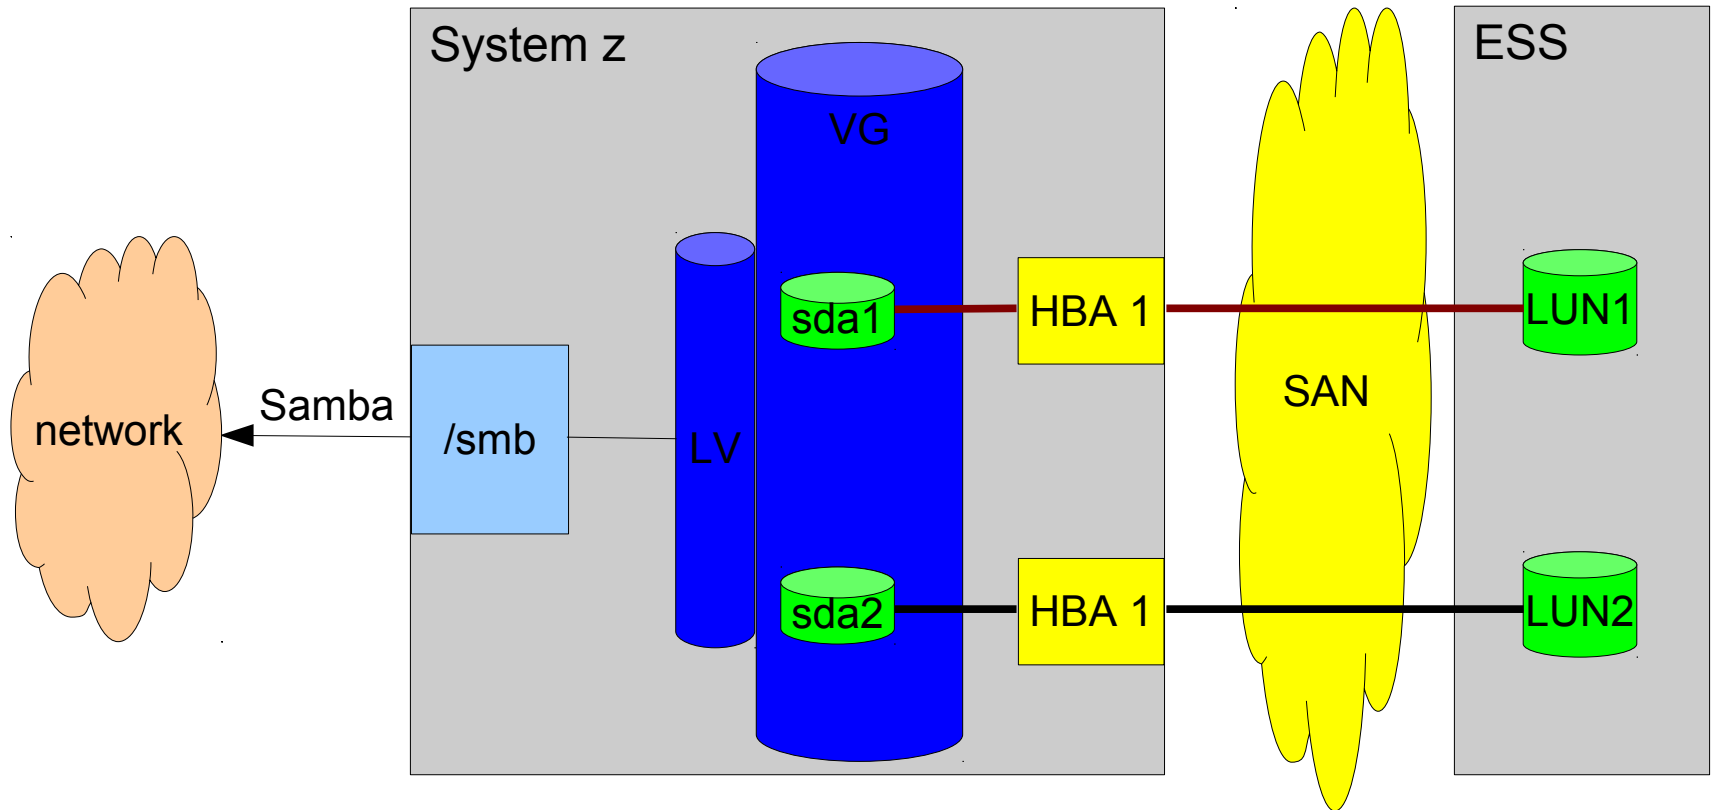 System z
ESS
VG
sda1
HBA 1
LUN1
SAN
Samba
network
/smb
LV
sda2
HBA 1
LUN2